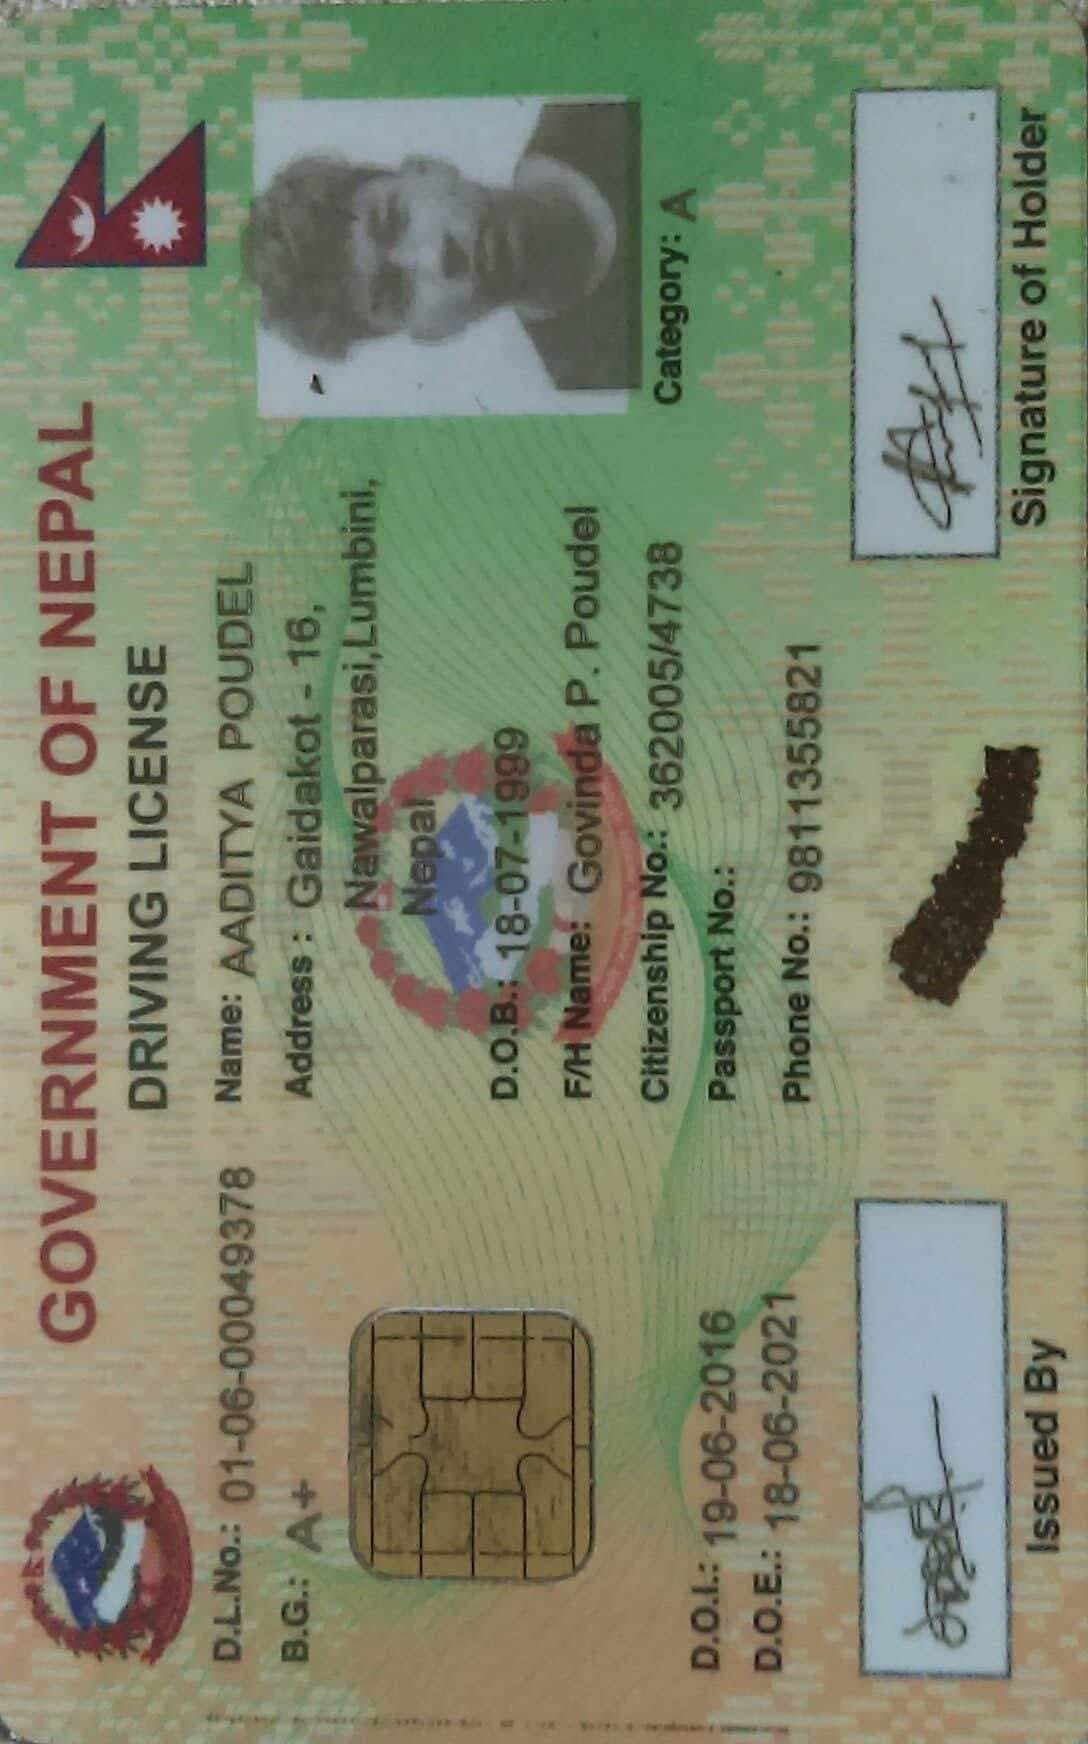 GOVERNMENT OF NEPAL
DRIVING LICENSE
D.L.No.: 01-06-00049378
B.G.: A+
Name: AADITYA POUDEL
Address : Gaidakot - 16,
Nawalparasi,Lumbini,
Nepal
D.O.B.: 18-07-1999
F/H Name: Govinda P. Poudel
Citizenship No.: 362005/4738
Passport No.:
Phone No.: 9811355821
Category: A
D.O.I.: 19-06-2016
D.O.E.: 18-06-2021
Issued By
Signature of Holder